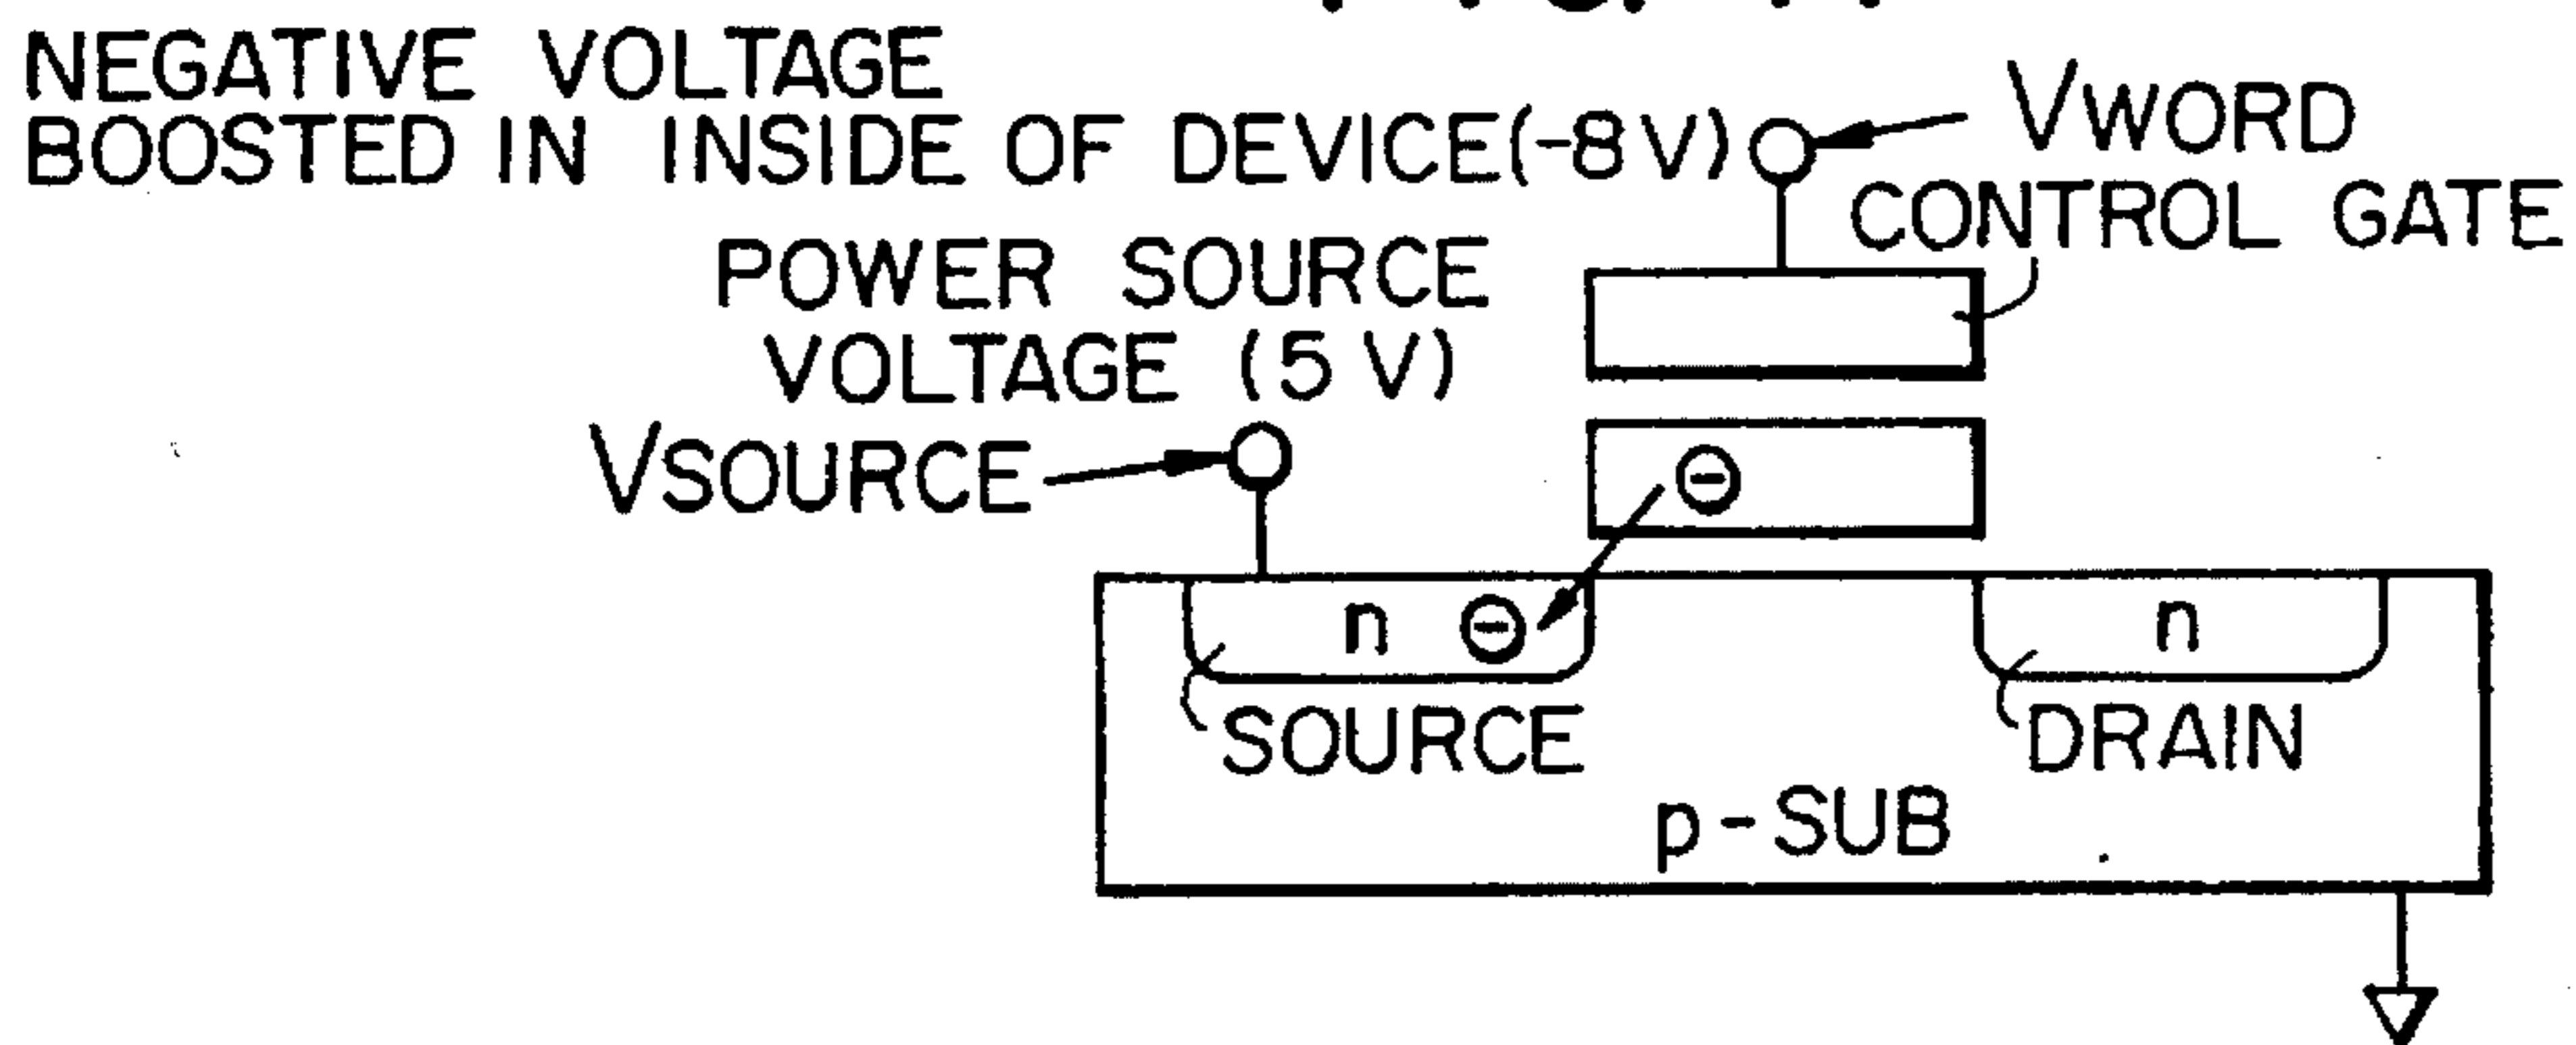 NEGATIVE VOLTAGE
BOOSTED IN INSIDE OF DEVICE(-8V)
VWORD
CONTROL GATE
POWER SOURCE
VOLTAGE (5V)
VSOURCE
⊖
n ⊖
n
SOURCE
DRAIN
p-SUB